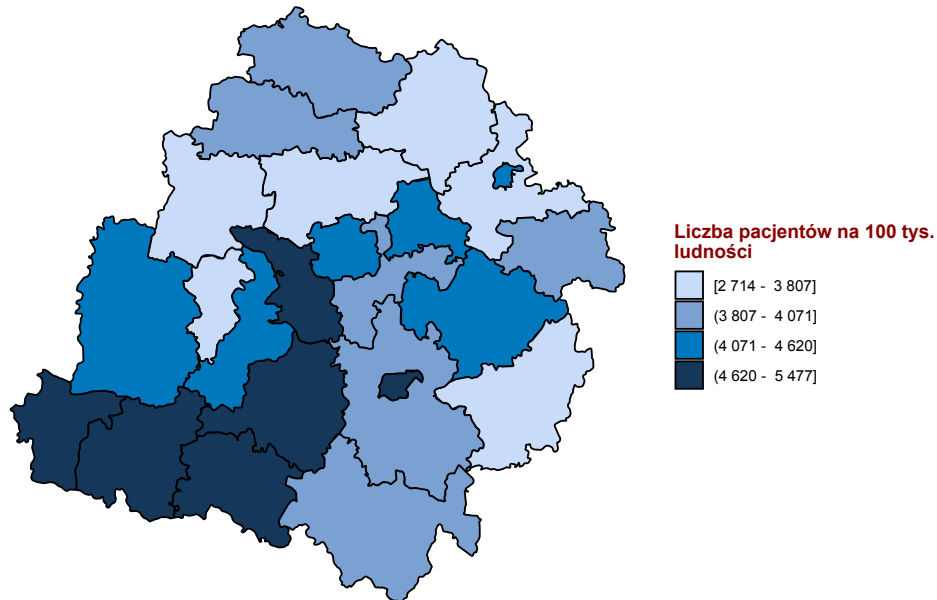 Liczba pacjentów na 100 tys.
ludności
[2 714 - 3 807]
(3 807 - 4 071]
(4 071 - 4 620]
(4 620 - 5 477]